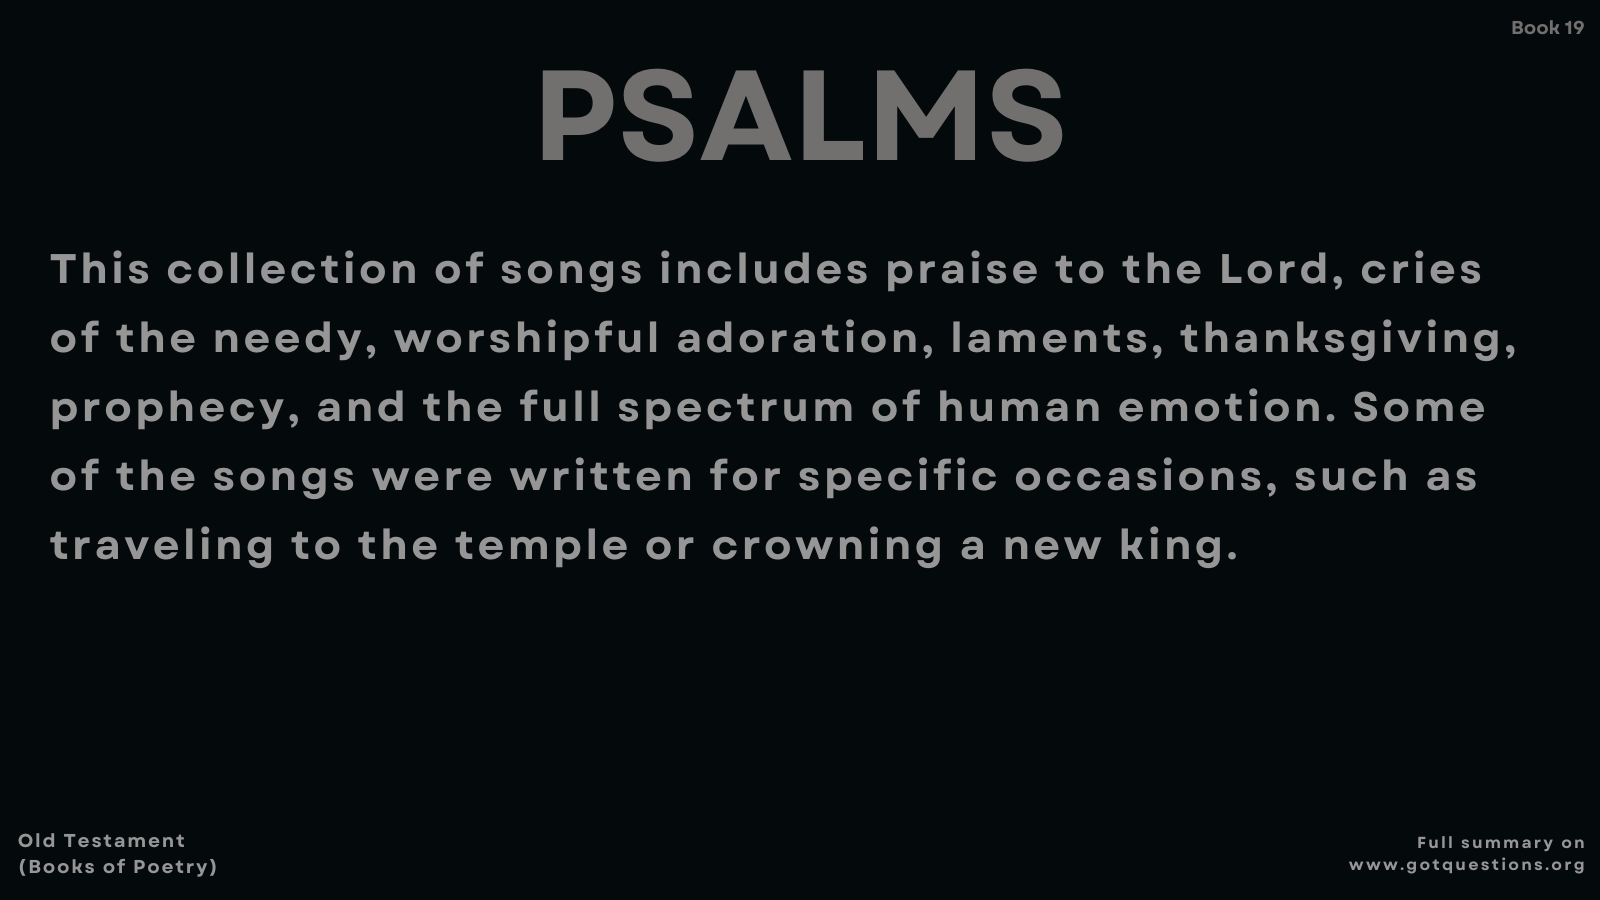 Book 19
PSALMS
This collection of songs includes praise to the Lord, cries
of the needy, worshipful adoration, laments, thanksgiving,
prophecy, and the full spectrum of human emotion. Some
of the songs were written for specific occasions, such as
traveling to the temple or crowning a new king.
Old Testament
(Books of Poetry)
Full summary on
www.gotquestions.org